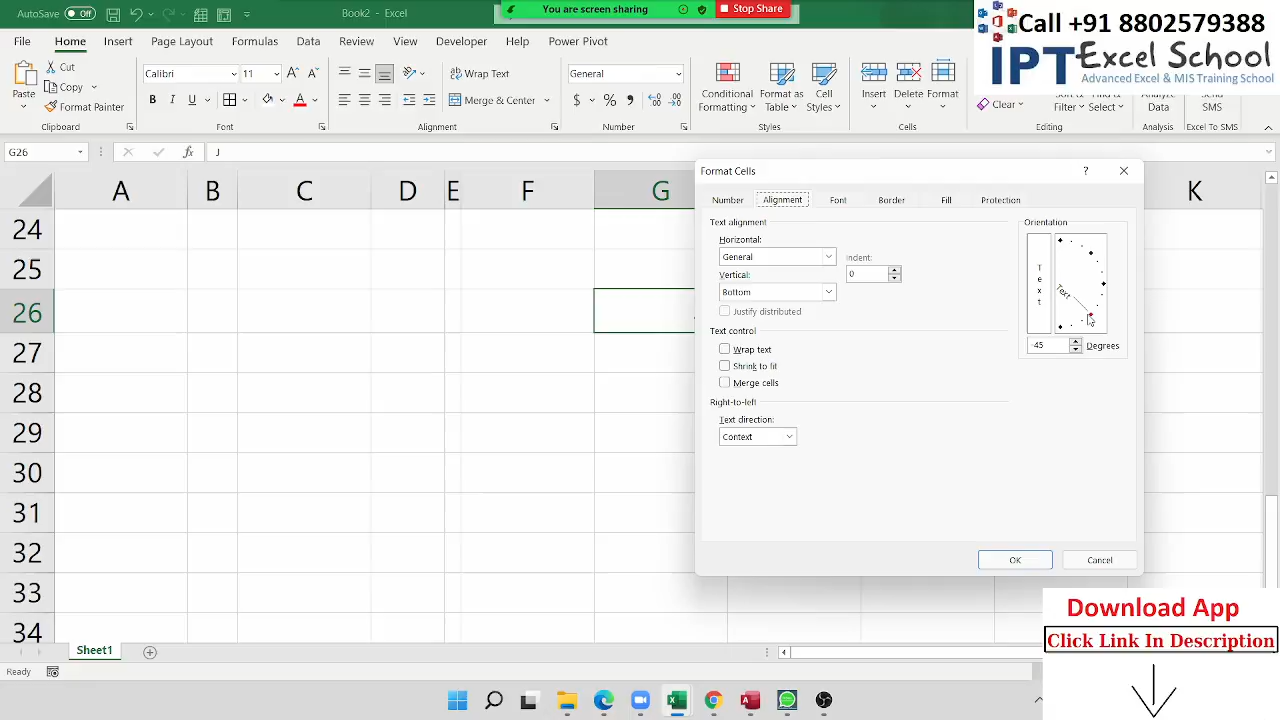 AutoSave Off
Book2 - Excel
You are screen sharing
Stop Share
Call +91 8802579388
IPT Excel School
Advanced Excel & MIS Training School
File Home Insert Page Layout Formulas Data Review View Developer Help Power Pivot
Paste
Cut
Copy
Format Painter
Calibri 11
B I U
Wrap Text
Merge & Center
General
$ % ,
Conditional Formatting
Format as Table
Cell Styles
Insert
Delete
Format
Clear
Sort &
Filter
Select
Analyze
Data
Send
SMS
Clipboard Font Alignment Number Styles Cells Editing Analysis Excel To SMS
G26
fx
J
A B C D E F G K
24
25
26
27
28
29
30
31
32
33
34
Format Cells
?
Number Alignment Font Border Fill Protection
Text alignment
Horizontal:
General
Indent:
0
Vertical:
Bottom
Justify distributed
Text control
Wrap text
Shrink to fit
Merge cells
Right-to-left
Text direction:
Context
Orientation
Text
Text
-45 Degrees
OK Cancel
Sheet1
Ready
Download App
Click Link In Description